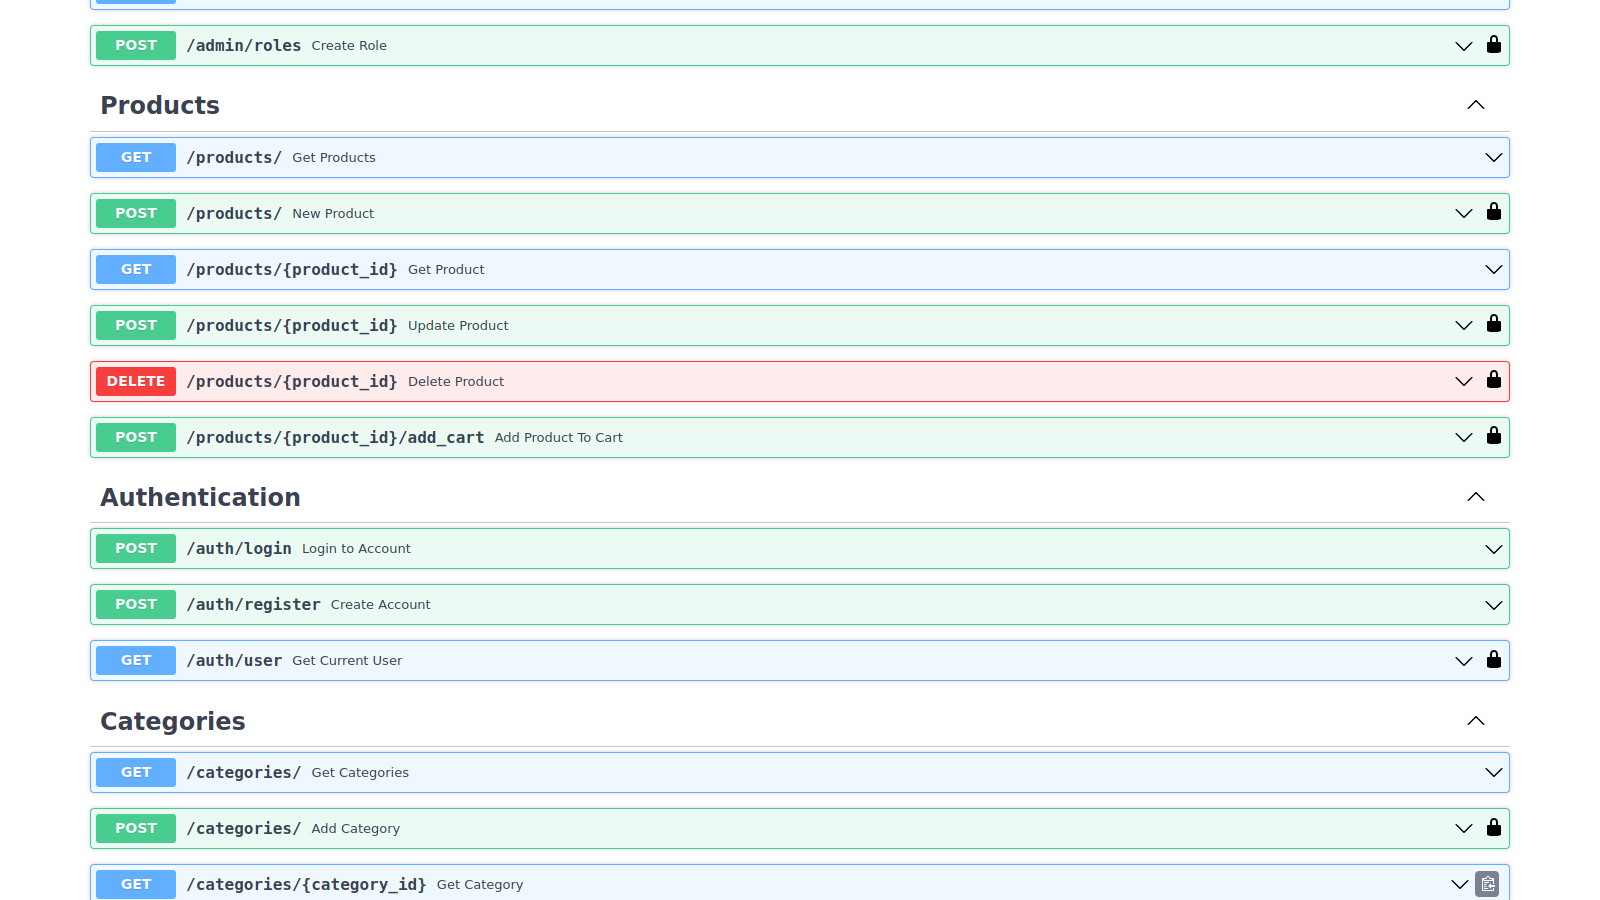 POST /admin/roles Create Role
Products
GET /products/ Get Products
POST /products/ New Product
GET /products/{product_id} Get Product
POST /products/{product_id} Update Product
DELETE /products/{product_id} Delete Product
POST /products/{product_id}/add_cart Add Product To Cart
Authentication
POST /auth/login Login to Account
POST /auth/register Create Account
GET /auth/user Get Current User
Categories
GET /categories/ Get Categories
POST /categories/ Add Category
GET /categories/{category_id} Get Category